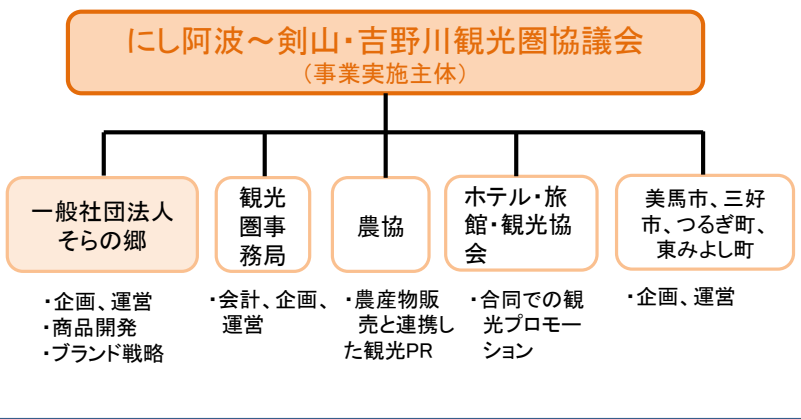 にし阿波～剣山・吉野川観光圏協議会
（事業実施主体）
一般社団法人
そらの郷
観光
圏事
務局
農協
ホテル・旅
館・観光協
会
美馬市、三好
市、つるぎ町、
東みよし町
・企画、運営
・商品開発
・ブランド戦略
・会計、企画、
運営
・農産物販
売と連携し
た観光PR
・合同での観
光プロモー
ション
・企画、運営